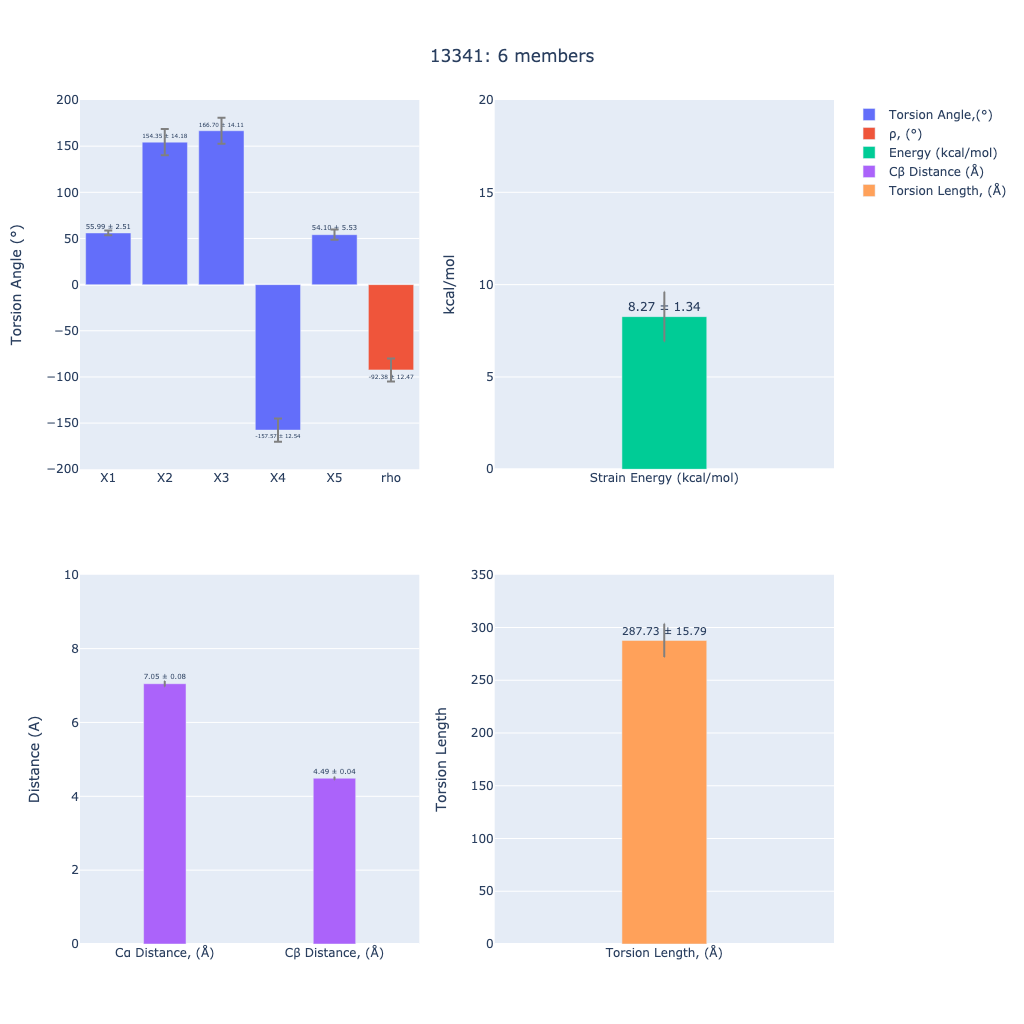 13341: 6 members
Torsion Angle (°)
200
150
100
50
0
−50
−100
−150
−200
55.99 ± 2.51
154.35 ± 14.18
166.70 ± 14.11
-157.57 ± 12.54
54.10 ± 5.53
-92.38 ± 12.47
X1 X2 X3 X4 X5 rho
kcal/mol
20
15
10
5
0
8.27 ± 1.34
Strain Energy (kcal/mol)
Torsion Angle,(°)
ρ, (°)
Energy (kcal/mol)
Cβ Distance (Å)
Torsion Length, (Å)
Distance (A)
10
8
6
4
2
0
7.05 ± 0.08
4.49 ± 0.04
Cα Distance, (Å) Cβ Distance, (Å)
Torsion Length
350
300
250
200
150
100
50
0
287.73 ± 15.79
Torsion Length, (Å)